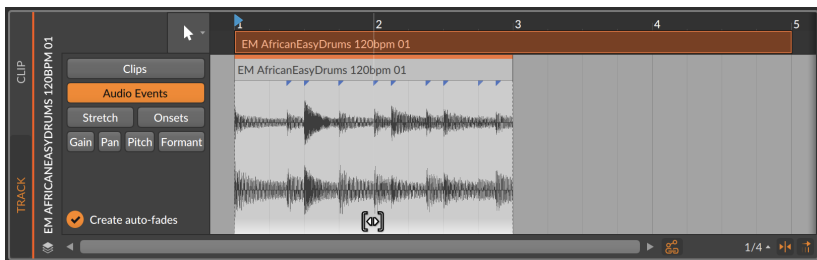 CLIP
TRACK
EM AFRICANEASYDRUMS 120BPM 01
1 2 3 4 5
EM AfricanEasyDrums 120bpm 01
Clips
EM AfricanEasyDrums 120bpm 01
Audio Events
Stretch Onsets
Gain Pan Pitch Formant
Create auto-fades
1/4